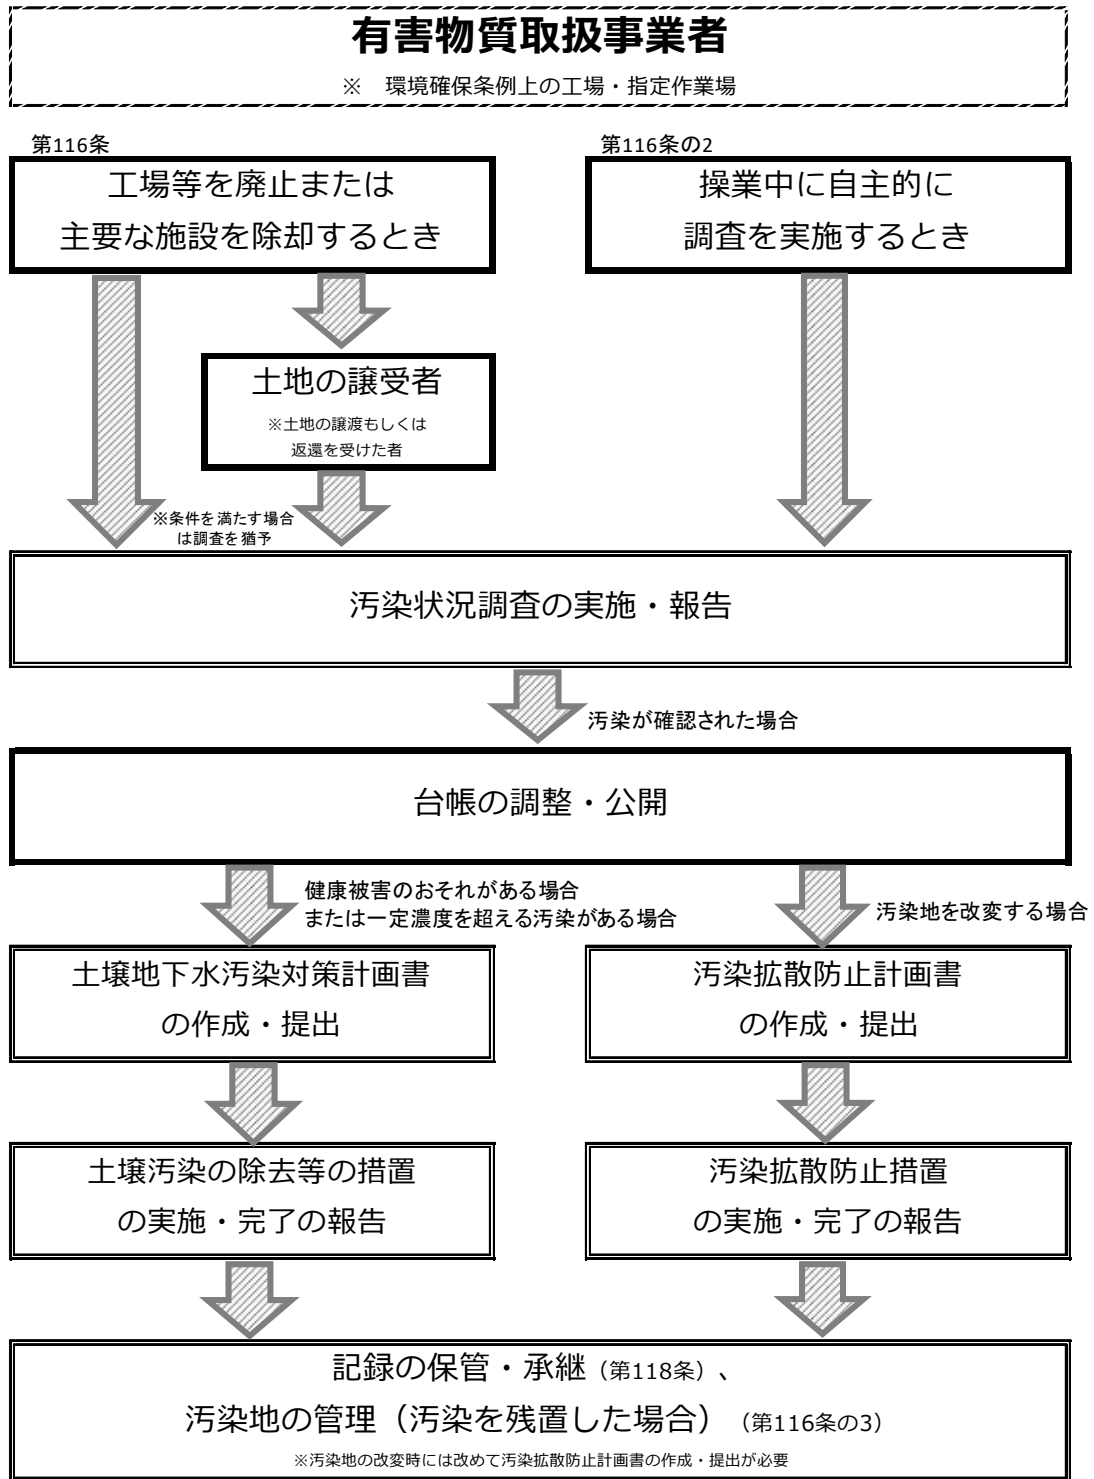 有害物質取扱事業者
※　環境確保条例上の工場・指定作業場
第116条
工場等を廃止または
主要な施設を除却するとき
第116条の2
操業中に自主的に
調査を実施するとき
土地の譲受者
※土地の譲渡もしくは
返還を受けた者
※条件を満たす場合
は調査を猶予
汚染状況調査の実施・報告
汚染が確認された場合
台帳の調整・公開
健康被害のおそれがある場合
または一定濃度を超える汚染がある場合
汚染地を改変する場合
土壌地下水汚染対策計画書
の作成・提出
汚染拡散防止計画書
の作成・提出
土壌汚染の除去等の措置
の実施・完了の報告
汚染拡散防止措置
の実施・完了の報告
記録の保管・承継（第118条）、
汚染地の管理（汚染を残置した場合）（第116条の3）
※汚染地の改変時には改めて汚染拡散防止計画書の作成・提出が必要